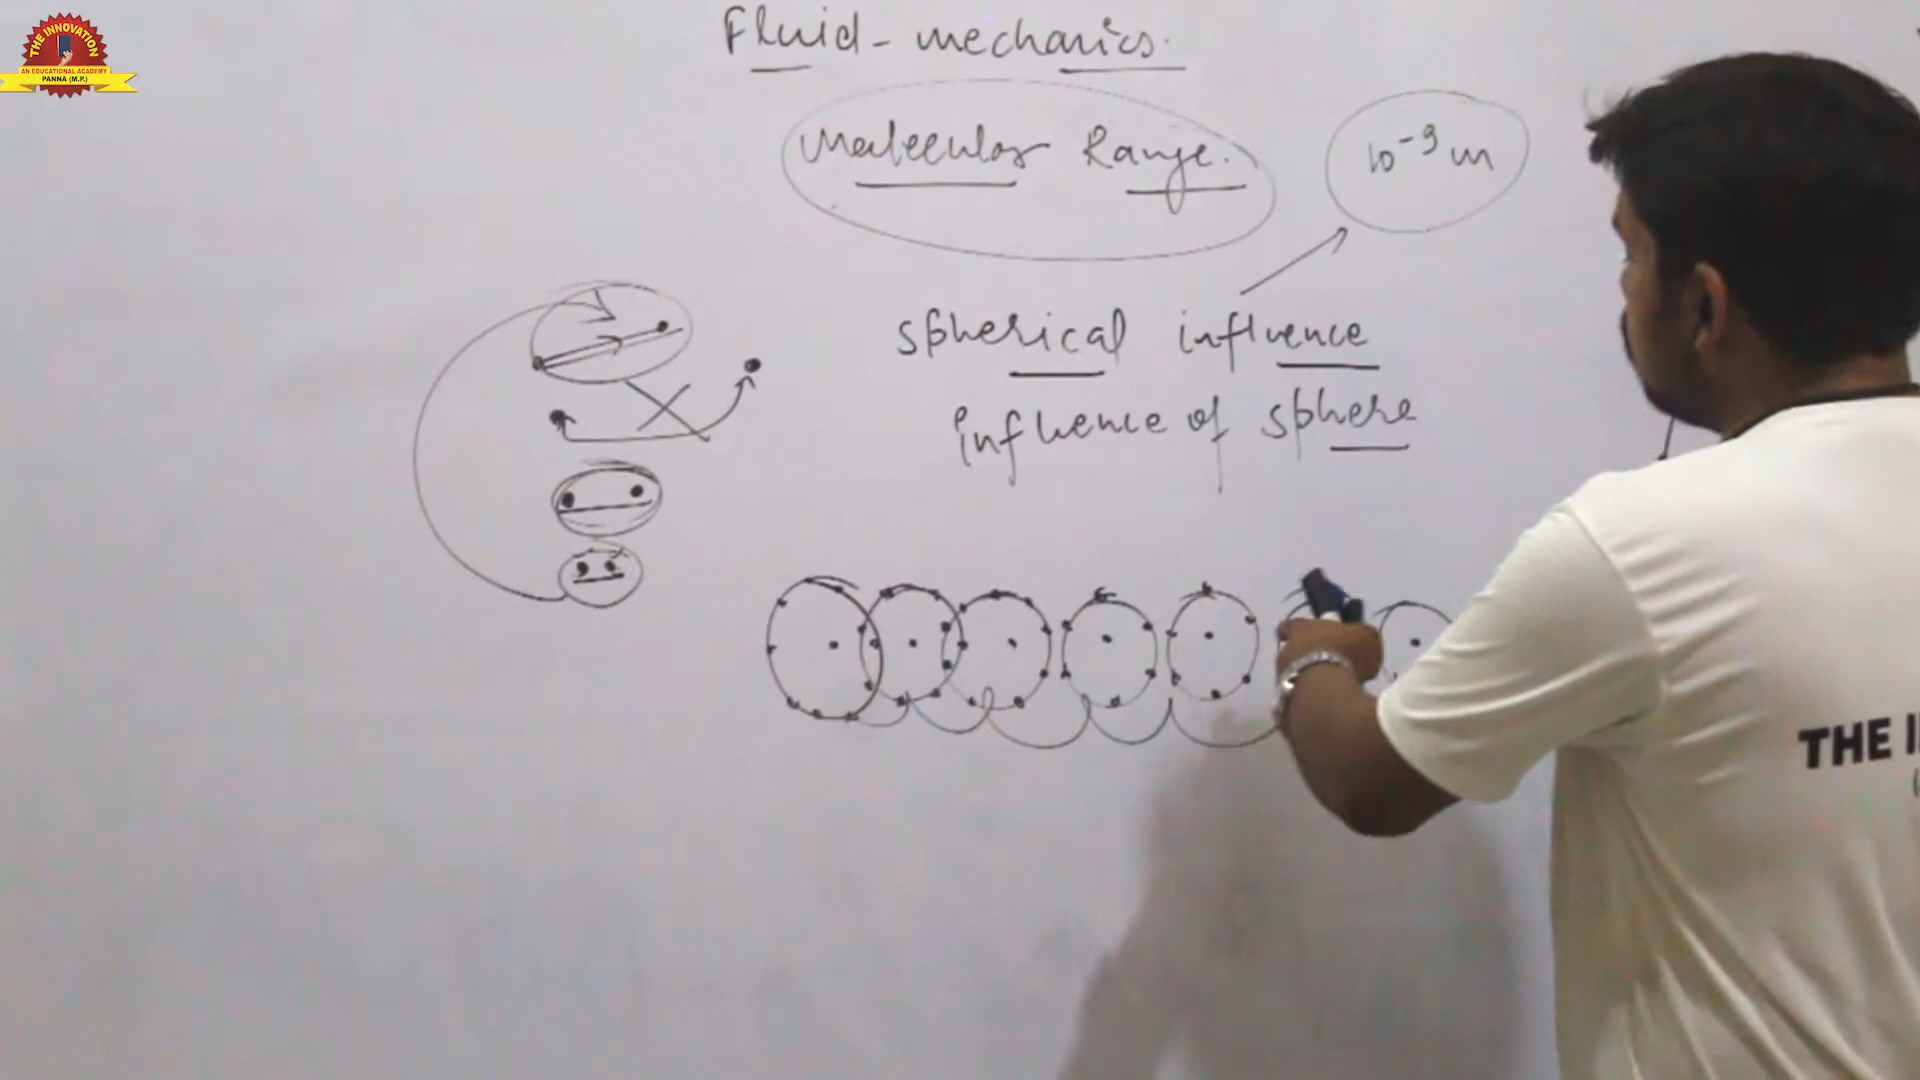 THE INNOVATION
AN EDUCATIONAL ACADEMY
PANNA (M.P.)
Fluid - mechanics.
Molecular Range.
10⁻⁹ m
Spherical influence
influence of sphere
THE I